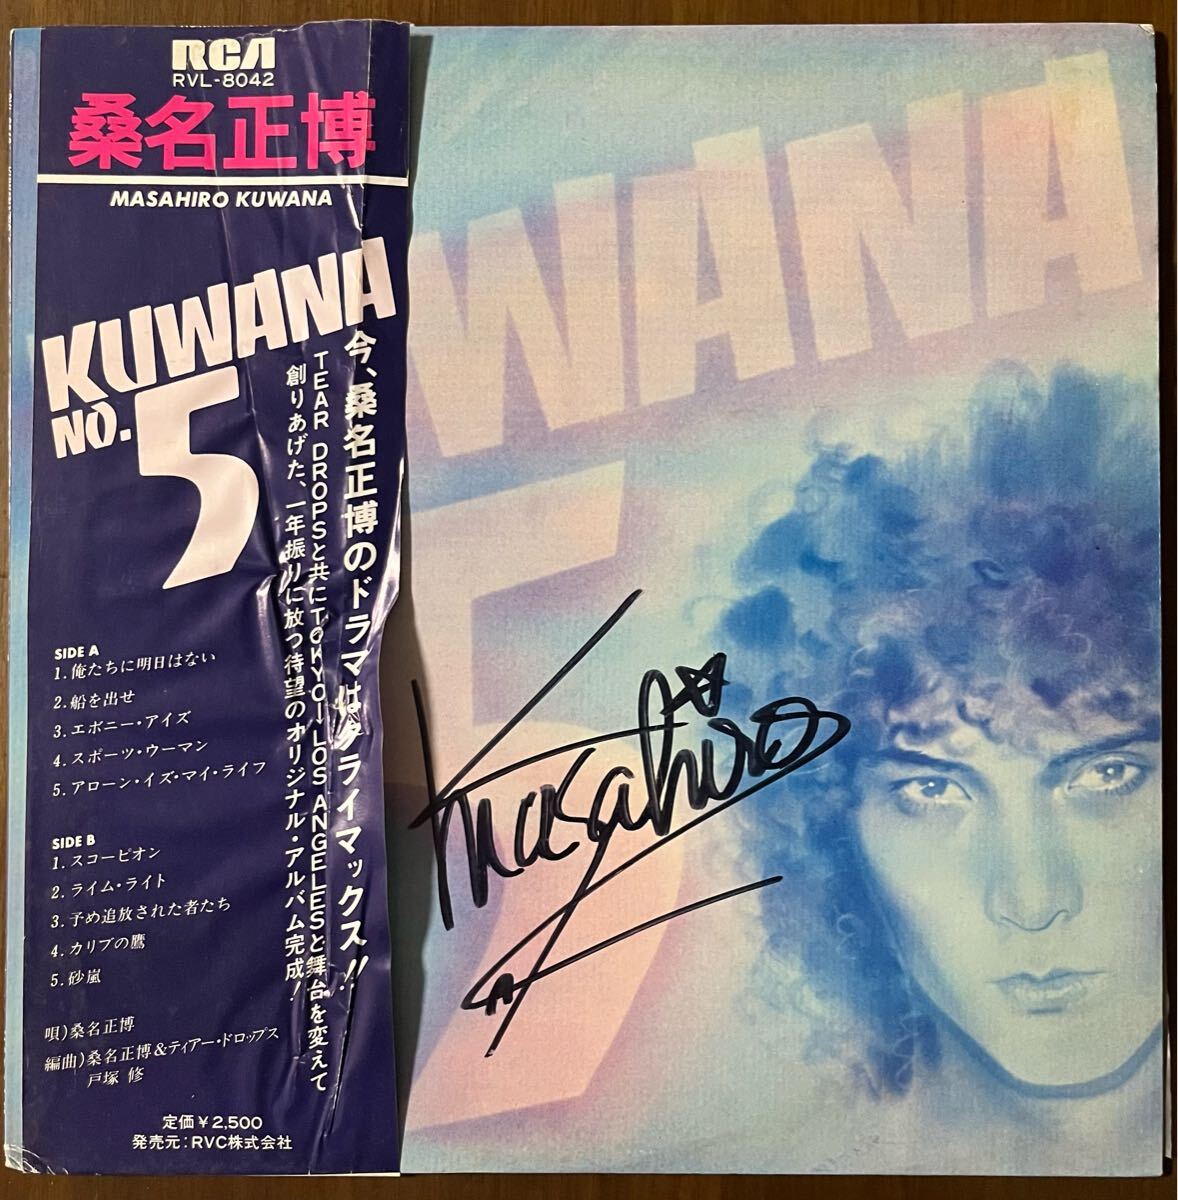 RCA
RVL-8042
桑名正博
MASAHIRO KUWANA
KUWANA
NO.5
今、桑名正博のドラマはクライマックス!!
TEAR DROPSと共にTOKYO→LOS ANGELESと舞台を変えて
創りあげた、一年振りに放つ待望のオリジナル・アルバム完成!
SIDE A
1. 俺たちに明日はない
2. 船を出せ
3. エボニー・アイズ
4. スポーツ・ウーマン
5. アローン・イズ・マイ・ライフ
SIDE B
1. スコーピオン
2. ライム・ライト
3. 予め追放された者たち
4. カリブの鷹
5. 砂嵐
唄)桑名正博
編曲)桑名正博&ティアー・ドロップス
戸塚 修
定価￥2,500
発売元:RVC株式会社
WANA
5
Masahiro